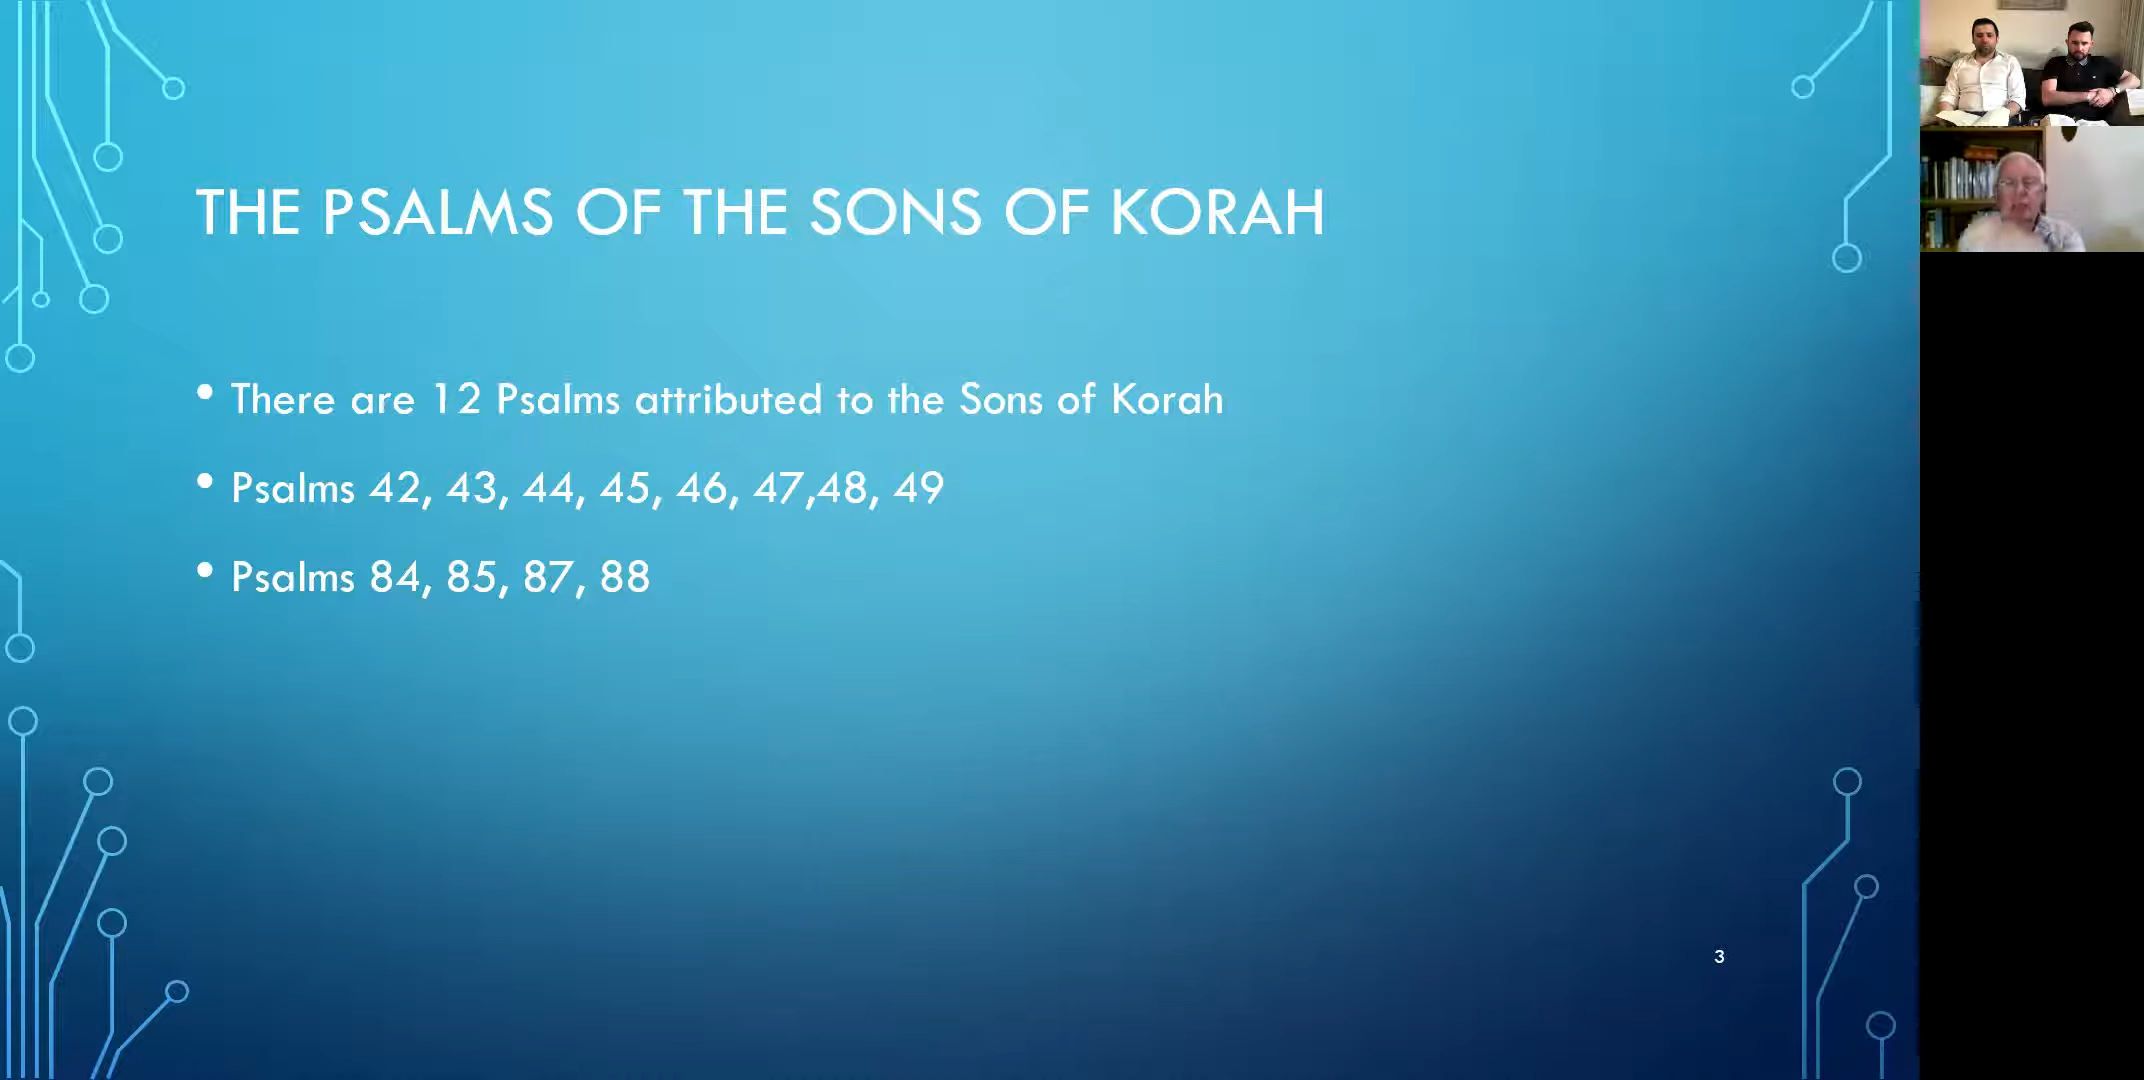 THE PSALMS OF THE SONS OF KORAH
• There are 12 Psalms attributed to the Sons of Korah
• Psalms 42, 43, 44, 45, 46, 47,48, 49
• Psalms 84, 85, 87, 88
3